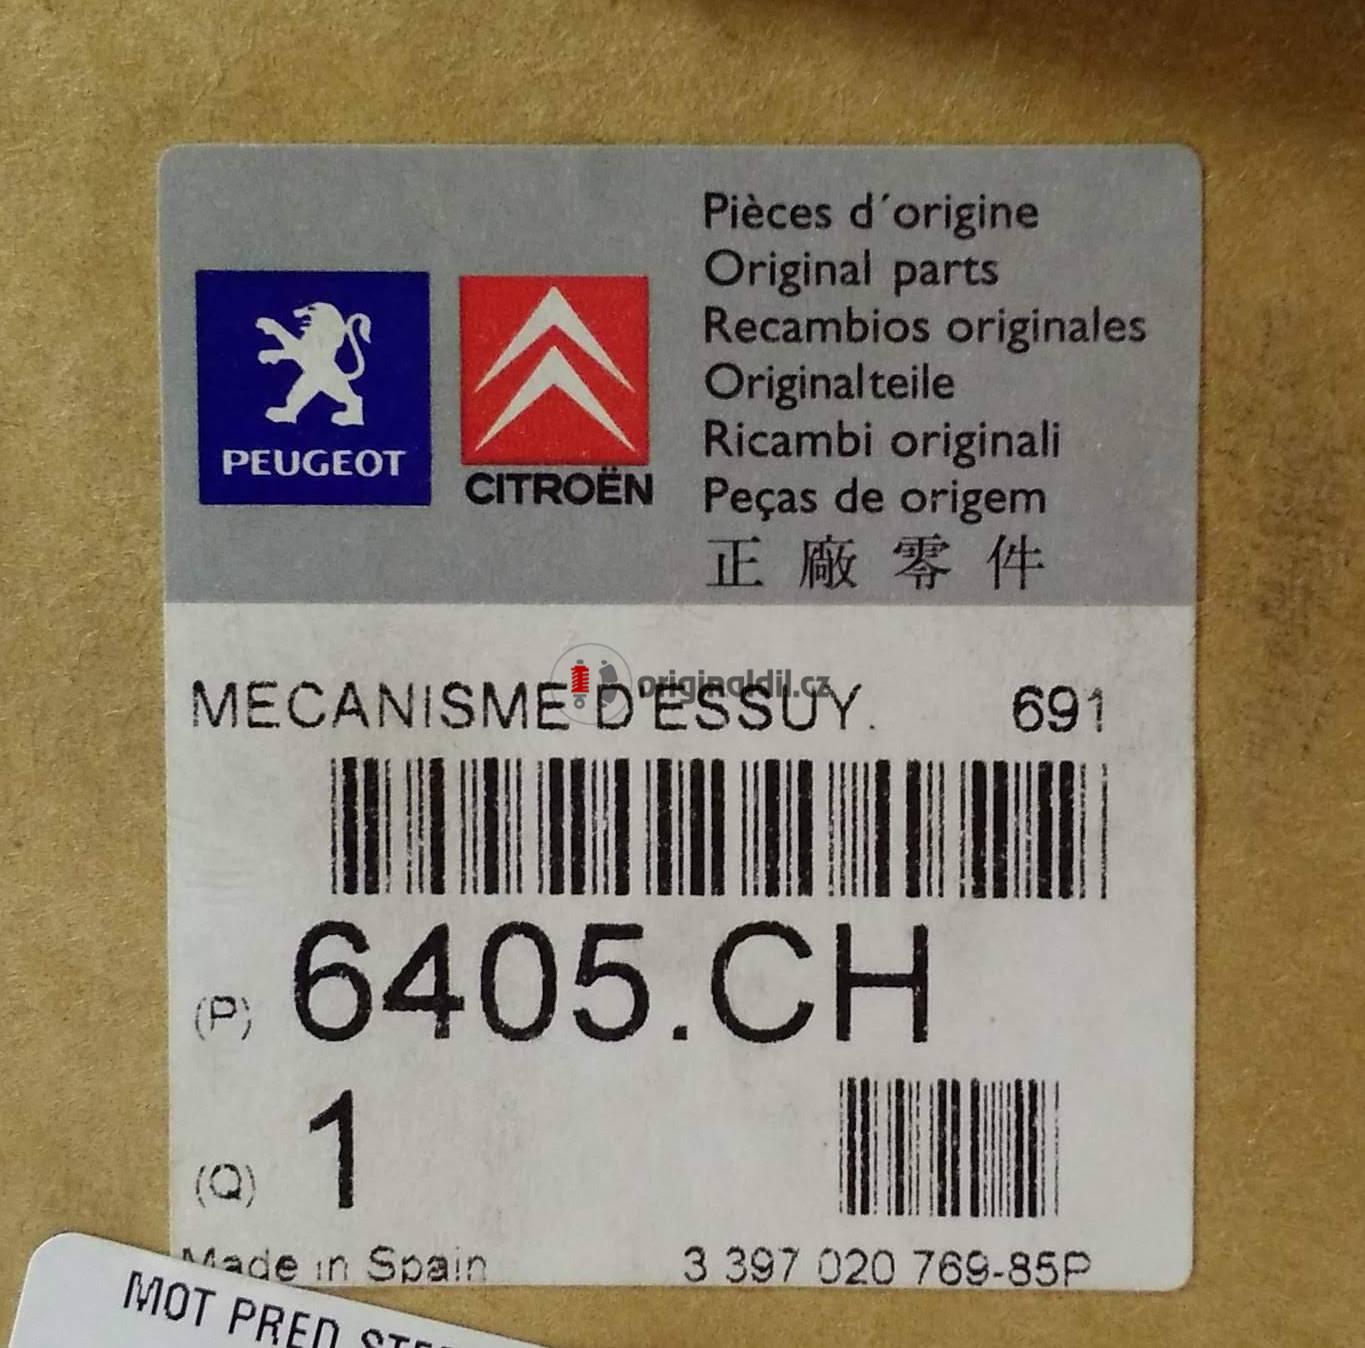 Pièces d´origine
Original parts
Recambios originales
Originalteile
Ricambi originali
Peças de origem
正廠零件
PEUGEOT
CITROËN
originaldil.cz
MECANISME D'ESSUY. 691
(P) 6405.CH
(Q) 1
Made in Spain 3 397 020 769-85P
MOT PRED